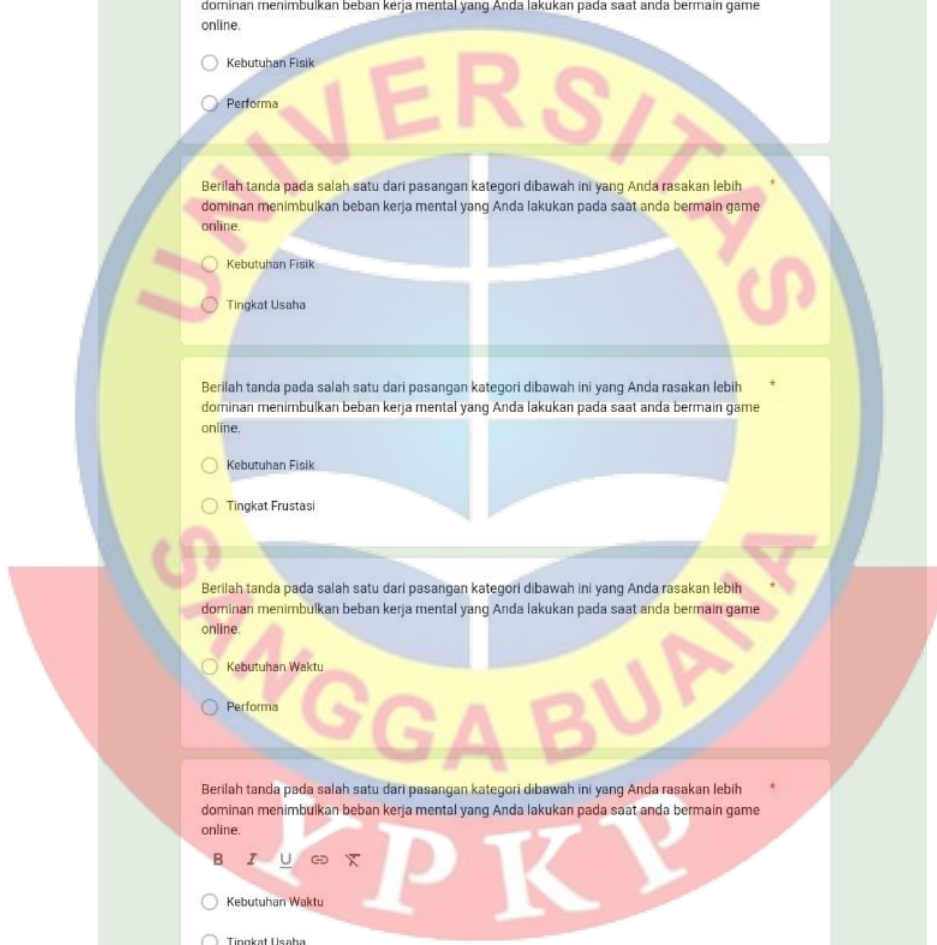 dominan menimbulkan beban kerja mental yang Anda lakukan pada saat anda bermain game
online.
Kebutuhan Fisik
Performa
Berilah tanda pada salah satu dari pasangan kategori dibawah ini yang Anda rasakan lebih *
dominan menimbulkan beban kerja mental yang Anda lakukan pada saat anda bermain game
online.
Kebutuhan Fisik
Tingkat Usaha
Berilah tanda pada salah satu dari pasangan kategori dibawah ini yang Anda rasakan lebih *
dominan menimbulkan beban kerja mental yang Anda lakukan pada saat anda bermain game
online.
Kebutuhan Fisik
Tingkat Frustasi
Berilah tanda pada salah satu dari pasangan kategori dibawah ini yang Anda rasakan lebih *
dominan menimbulkan beban kerja mental yang Anda lakukan pada saat anda bermain game
online.
Kebutuhan Waktu
Performa
Berilah tanda pada salah satu dari pasangan kategori dibawah ini yang Anda rasakan lebih *
dominan menimbulkan beban kerja mental yang Anda lakukan pada saat anda bermain game
online.
B I U
Kebutuhan Waktu
Tingkat Usaha
UNIVERSITAS
SANGGA BUANA
YPKP